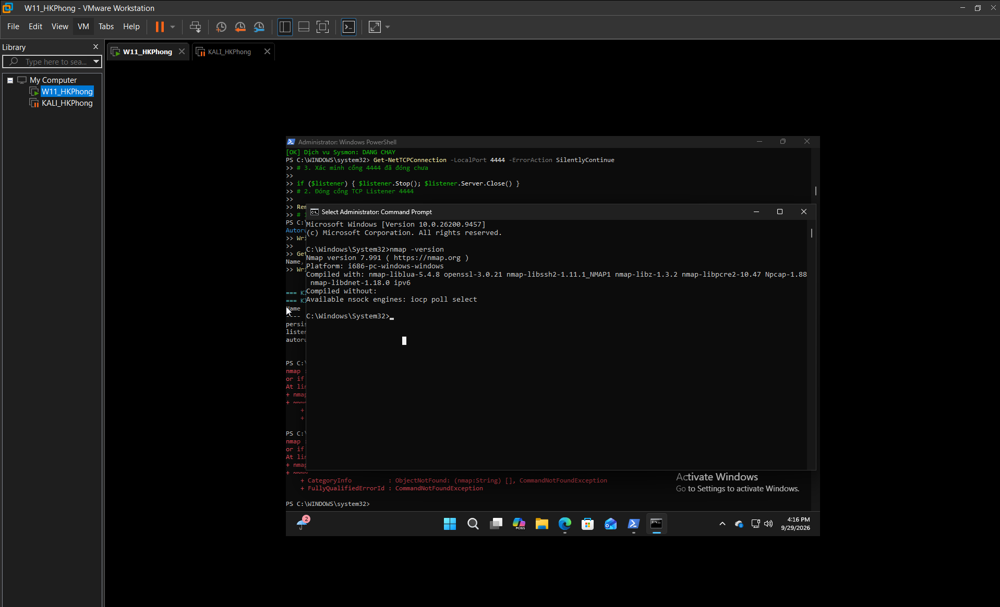 W11_HKPhong - VMware Workstation
File Edit View VM Tabs Help
Library
Type here to sea...
W11_HKPhong
KALI_HKPhong
My Computer
W11_HKPhong
KALI_HKPhong
Administrator: Windows PowerShell
[OK] Dich vu Sysmon: DANG CHAY
PS C:\WINDOWS\system32> Get-NetTCPConnection -LocalPort 4444 -ErrorAction SilentlyContinue
>> # 3. Xác minh cổng 4444 đã đóng chưa
>>
>> if ($listener) { $listener.Stop(); $listener.Server.Close() }
>> # 2. Đóng cổng TCP Listener 4444
>>
>> Rem
>> #
PS C:\
Autoru
>> Wri
>>
>> Get
Name,
>> Wri
=== KI
=== KI
Name
----
persis
listen
autoru
PS C:\
nmap :
or if
At lin
+ nmap
+ ~~~~
+
+
PS C:\
nmap :
or if
At lin
+ nmap
+ ~~~~
+ CategoryInfo : ObjectNotFound: (nmap:String) [], CommandNotFoundException
+ FullyQualifiedErrorId : CommandNotFoundException
PS C:\WINDOWS\system32>
Select Administrator: Command Prompt
Microsoft Windows [Version 10.0.26200.9457]
(c) Microsoft Corporation. All rights reserved.
C:\Windows\System32>nmap -version
Nmap version 7.991 ( https://nmap.org )
Platform: i686-pc-windows-windows
Compiled with: nmap-liblua-5.4.8 openssl-3.0.21 nmap-libssh2-1.11.1_NMAP1 nmap-libz-1.3.2 nmap-libpcre2-10.47 Npcap-1.88
nmap-libdnet-1.18.0 ipv6
Compiled without:
Available nsock engines: iocp poll select
C:\Windows\System32>
Activate Windows
Go to Settings to activate Windows.
2
M365
4:16 PM
9/29/2026